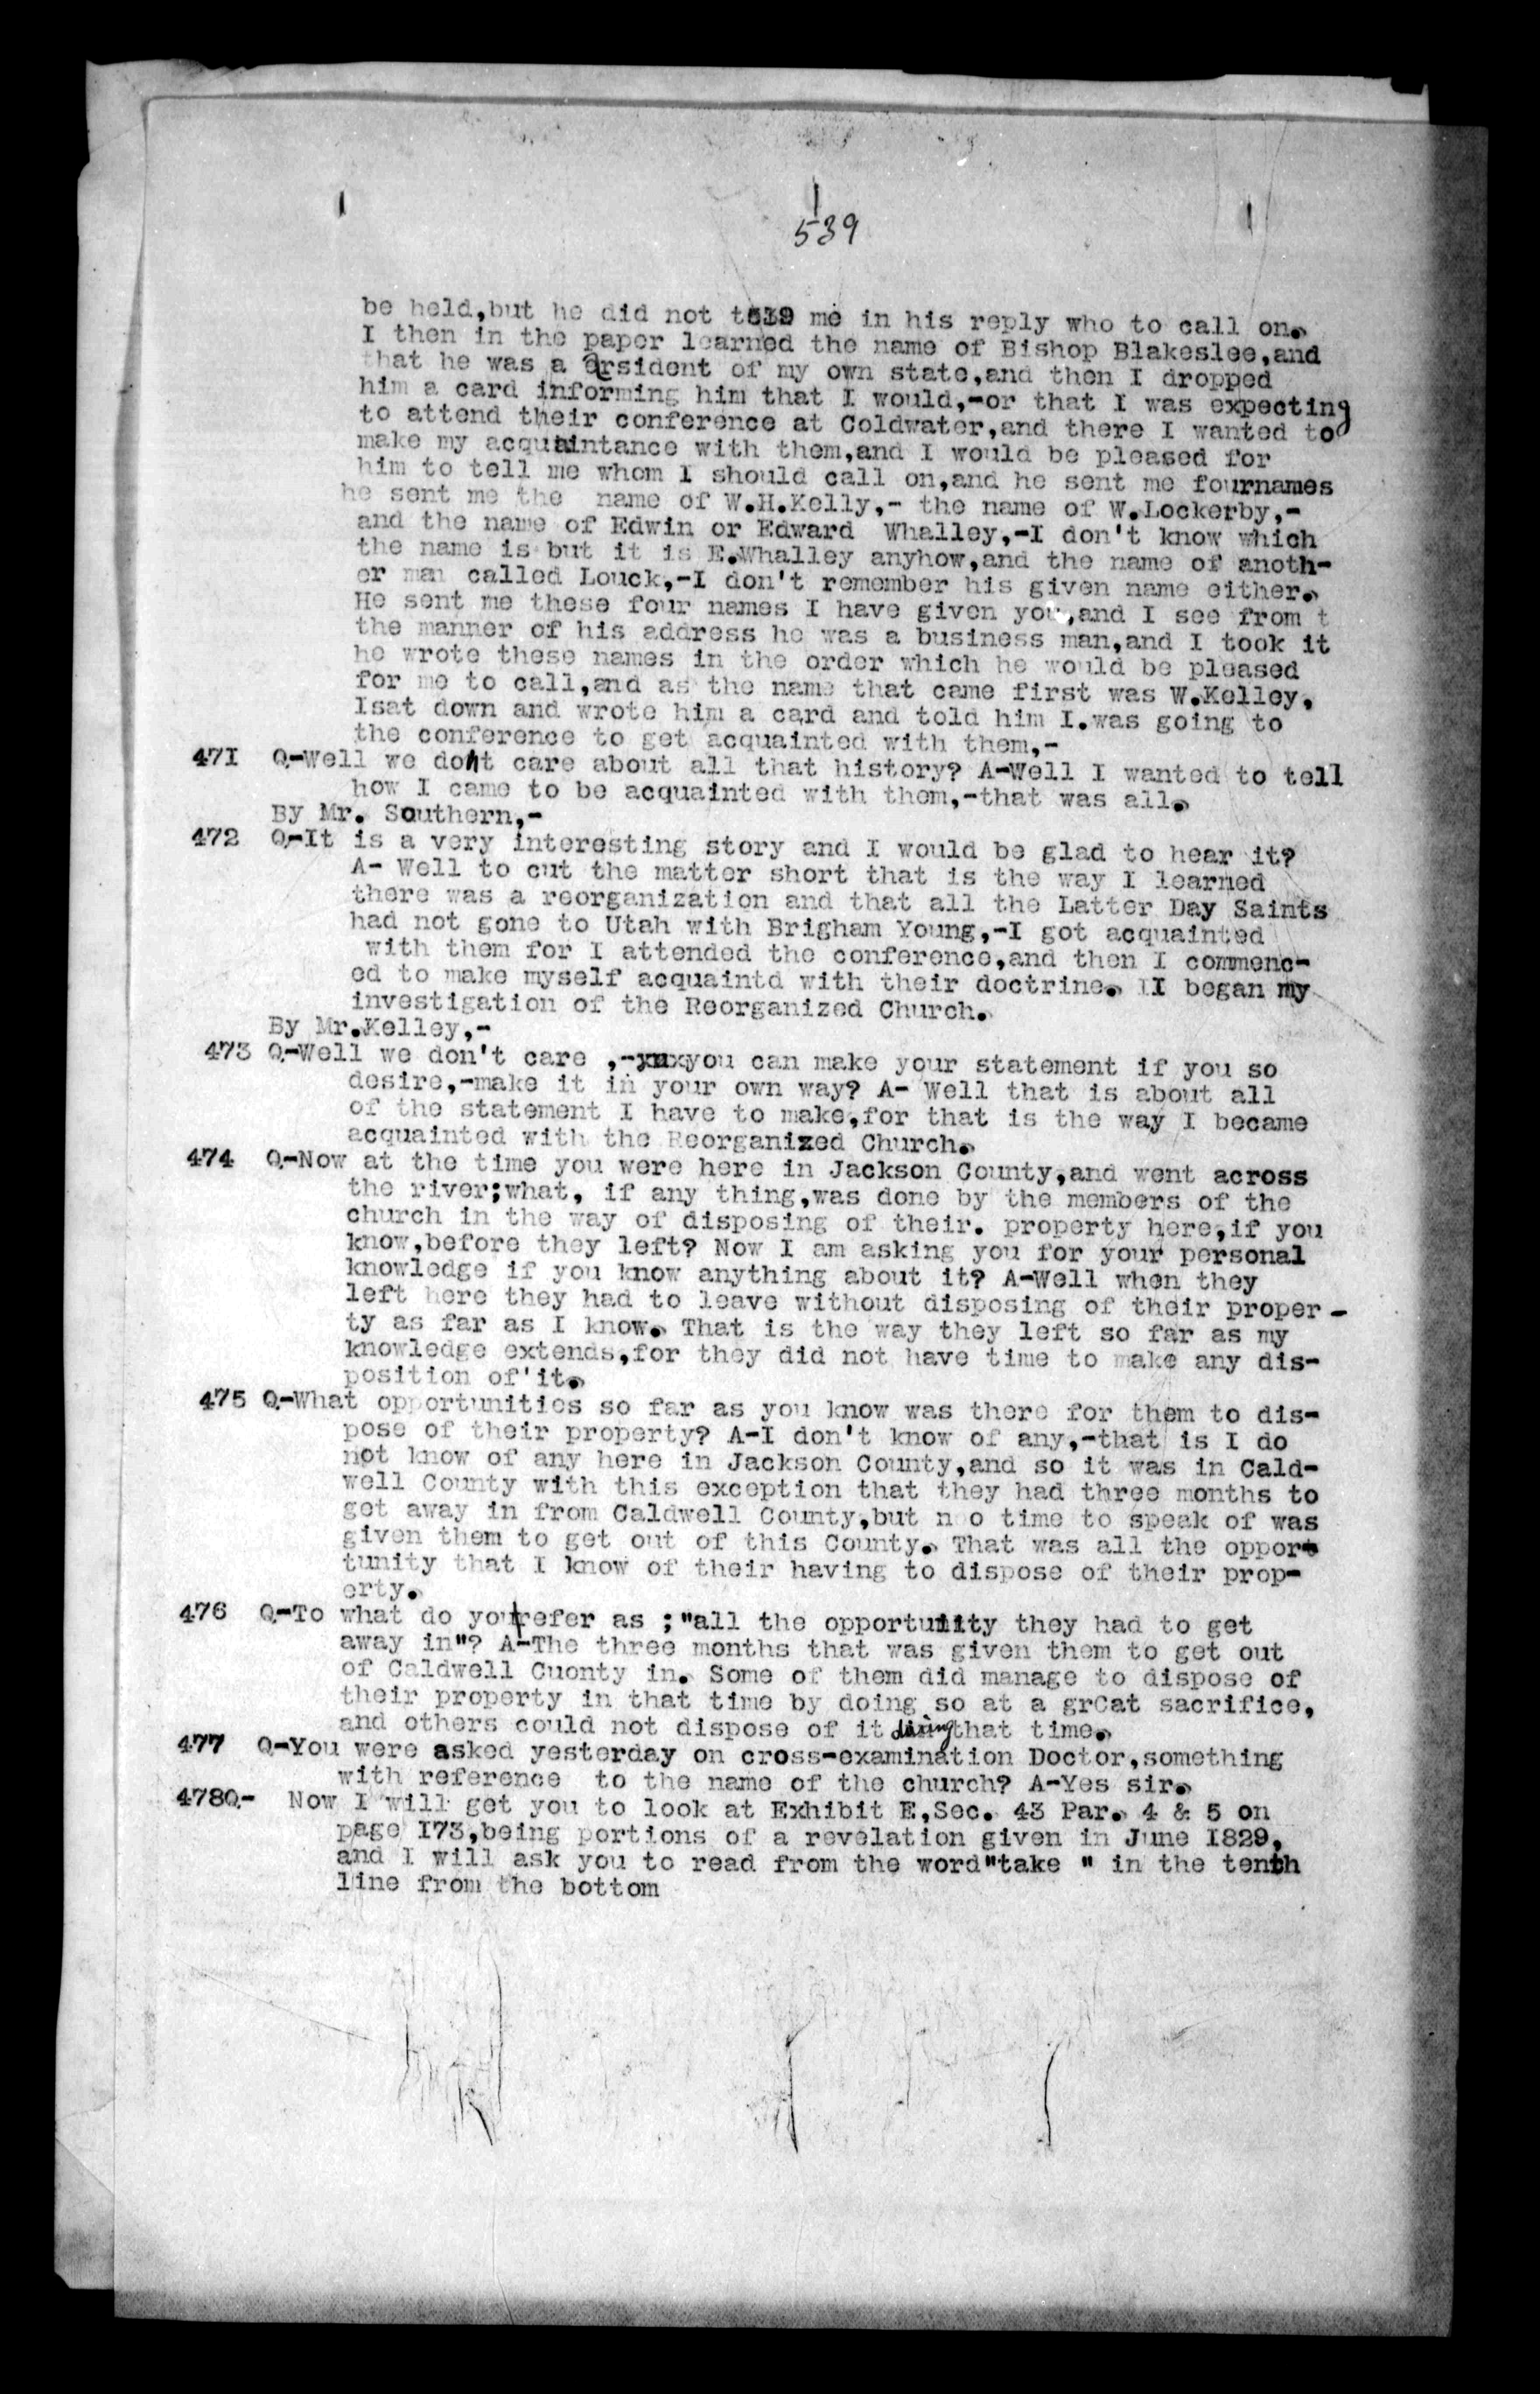 539
be held,but he did not t539 me in his reply who to call on.
I then in the paper learned the name of Bishop Blakeslee,and
that he was a arsident of my own state,and then I dropped
him a card informing him that I would,-or that I was expecting
to attend their conference at Coldwater,and there I wanted to
make my acquaintance with them,and I would be pleased for
him to tell me whom I should call on,and he sent me fournames
he sent me the name of W.H.Kelly,- the name of W.Lockerby,-
and the name of Edwin or Edward Whalley,-I don't know which
the name is but it is E.Whalley anyhow,and the name of anoth-
er man called Louck,-I don't remember his given name either.
He sent me these four names I have given you,and I see from t
the manner of his address he was a business man,and I took it
he wrote these names in the order which he would be pleased
for me to call,and as the name that came first was W.Kelley,
Isat down and wrote him a card and told him I.was going to
the conference to get acquainted with them,-
471 Q-Well we don't care about all that history? A-Well I wanted to tell
how I came to be acquainted with them,-that was all.
By Mr. Southern,-
472 Q-It is a very interesting story and I would be glad to hear it?
A- Well to cut the matter short that is the way I learned
there was a reorganization and that all the Latter Day Saints
had not gone to Utah with Brigham Young,-I got acquainted
with them for I attended the conference,and then I commenc-
ed to make myself acquaintd with their doctrine. II began my
investigation of the Reorganized Church.
By Mr.Kelley,-
473 Q-Well we don't care ,-xnxyou can make your statement if you so
desire,-make it in your own way? A- Well that is about all
of the statement I have to make,for that is the way I became
acquainted with the Reorganized Church.
474 Q-Now at the time you were here in Jackson County,and went across
the river;what, if any thing,was done by the members of the
church in the way of disposing of their. property here,if you
know,before they left? Now I am asking you for your personal
knowledge if you know anything about it? A-Well when they
left here they had to leave without disposing of their proper-
ty as far as I know. That is the way they left so far as my
knowledge extends,for they did not have time to make any dis-
position of'it.
475 Q-What opportunities so far as you know was there for them to dis-
pose of their property? A-I don't know of any,-that is I do
not know of any here in Jackson County,and so it was in Cald-
well County with this exception that they had three months to
get away in from Caldwell County,but n o time to speak of was
given them to get out of this County. That was all the oppor-
tunity that I know of their having to dispose of their prop-
erty.
476 Q-To what do you refer as ;"all the opportunity they had to get
away in"? A-The three months that was given them to get out
of Caldwell Cuonty in. Some of them did manage to dispose of
their property in that time by doing so at a grCat sacrifice,
and others could not dispose of it during that time.
477 Q-You were asked yesterday on cross-examination Doctor,something
with reference to the name of the church? A-Yes sir.
478Q- Now I will get you to look at Exhibit E,Sec. 43 Par. 4 & 5 on
page I73,being portions of a revelation given in June I829,
and I will ask you to read from the word"take " in the tenth
line from the bottom